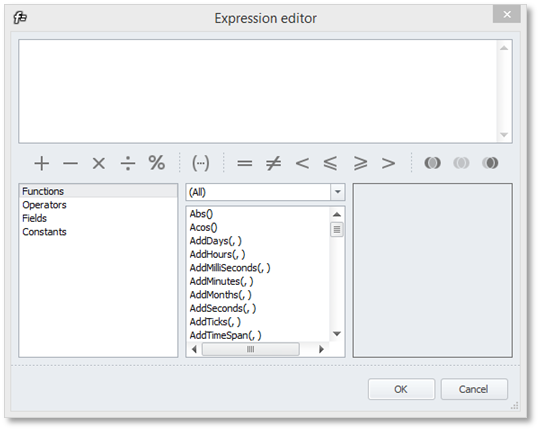 Expression editor
+ − × ÷ % (...) = ≠ < ⩽ ⩾ >
Functions
Operators
Fields
Constants
(All)
Abs()
Acos()
AddDays(, )
AddHours(, )
AddMilliSeconds(, )
AddMinutes(, )
AddMonths(, )
AddSeconds(, )
AddTicks(, )
AddTimeSpan(, )
OK
Cancel